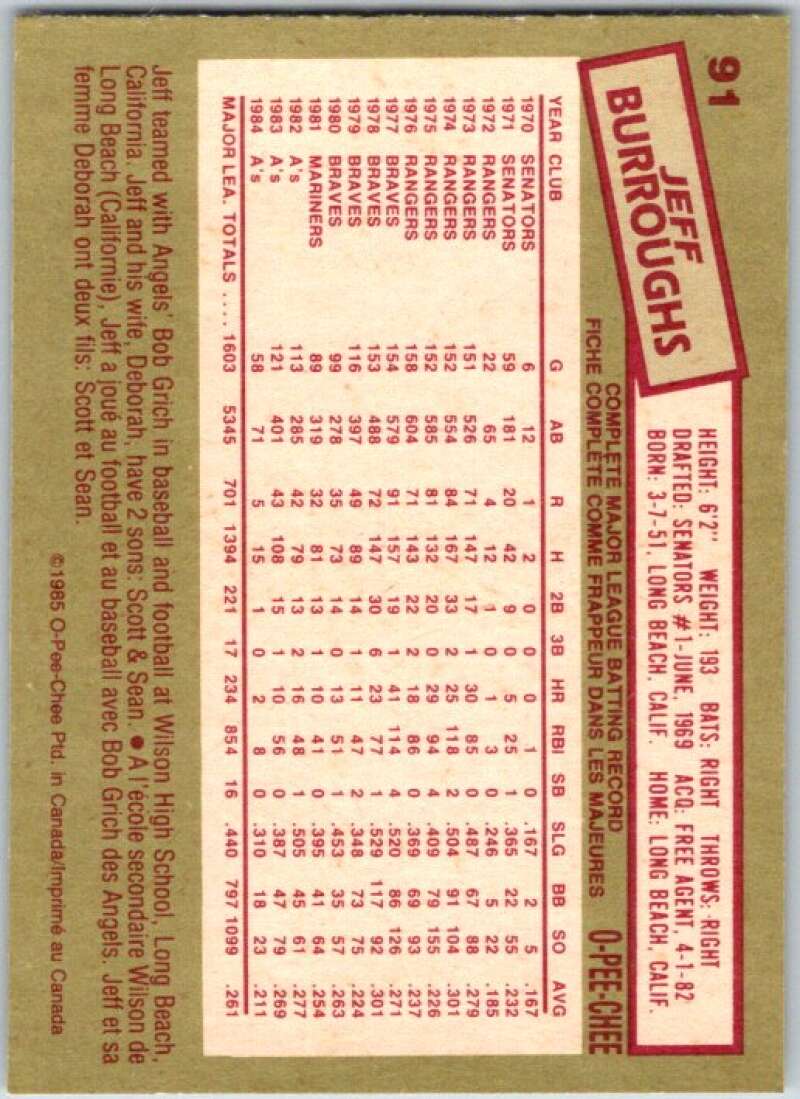 91
JEFF
BURROUGHS
HEIGHT: 6'2" WEIGHT: 193 BATS: RIGHT THROWS: RIGHT
DRAFTED: SENATORS #1-JUNE, 1969 ACQ: FREE AGENT, 4-1-82
BORN: 3-7-51, LONG BEACH, CALIF. HOME: LONG BEACH, CALIF.
COMPLETE MAJOR LEAGUE BATTING RECORD
FICHE COMPLÈTE COMME FRAPPEUR DANS LES MAJEURES
O-PEE-CHEE
YEAR CLUB G AB R H 2B 3B HR RBI SB SLG BB SO AVG
1970 SENATORS 6 12 1 2 0 0 0 1 0 .167 2 5 .167
1971 SENATORS 59 181 20 42 9 0 5 25 1 .365 22 55 .232
1972 RANGERS 22 65 4 12 1 0 1 3 0 .246 5 22 .185
1973 RANGERS 151 526 71 147 17 1 30 85 0 .487 67 88 .279
1974 RANGERS 152 554 84 167 33 2 25 118 2 .504 91 104 .301
1975 RANGERS 152 585 81 132 20 0 29 94 4 .409 79 155 .226
1976 RANGERS 158 604 71 143 22 2 18 86 0 .369 69 93 .237
1977 BRAVES 154 579 91 157 19 1 41 114 4 .520 86 126 .271
1978 BRAVES 153 488 72 147 30 6 23 77 1 .529 117 92 .301
1979 BRAVES 116 397 49 89 14 1 11 47 2 .348 73 75 .224
1980 BRAVES 99 278 35 73 14 0 13 51 1 .453 35 57 .263
1981 MARINERS 89 319 32 81 13 1 10 41 0 .395 41 64 .254
1982 A's 113 285 42 79 13 2 16 48 1 .505 45 61 .277
1983 A's 121 401 43 108 15 1 10 56 0 .387 47 79 .269
1984 A's 58 71 5 15 1 0 2 8 0 .310 18 23 .211
MAJOR LEA. TOTALS .... 1603 5345 701 1394 221 17 234 854 16 .440 797 1099 .261
Jeff teamed with Angels' Bob Grich in baseball and football at Wilson High School, Long Beach,
California. Jeff and his wife, Deborah, have 2 sons: Scott & Sean. ● A l'école secondaire Wilson de
Long Beach (Californie), Jeff a joué au football et au baseball avec Bob Grich des Angels. Jeff et sa
femme Deborah ont deux fils: Scott et Sean.
©1985 O-Pee-Chee Ptd. in Canada/Imprimé au Canada